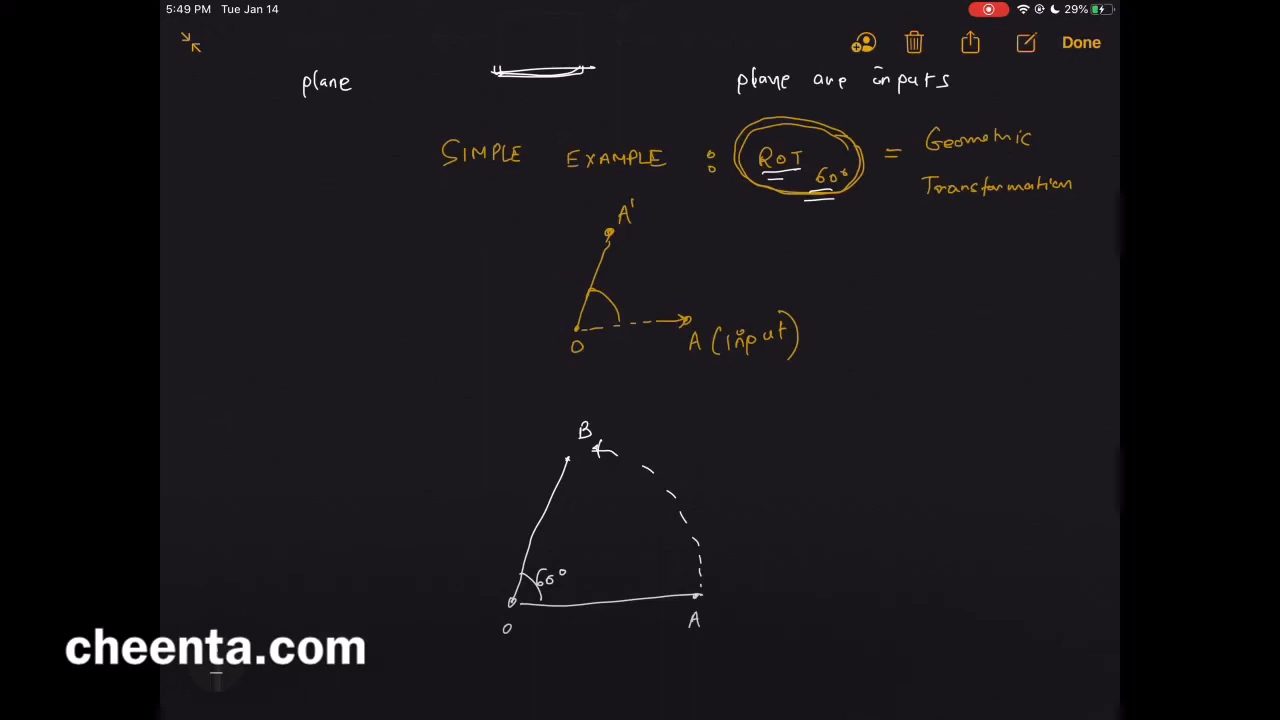 5:49 PM Tue Jan 14
29%
Done
plane
plane are inputs
SIMPLE EXAMPLE : ROT 60° = Geometric
Transformation
A'
O
A (input)
B
60°
O
A
cheenta.com